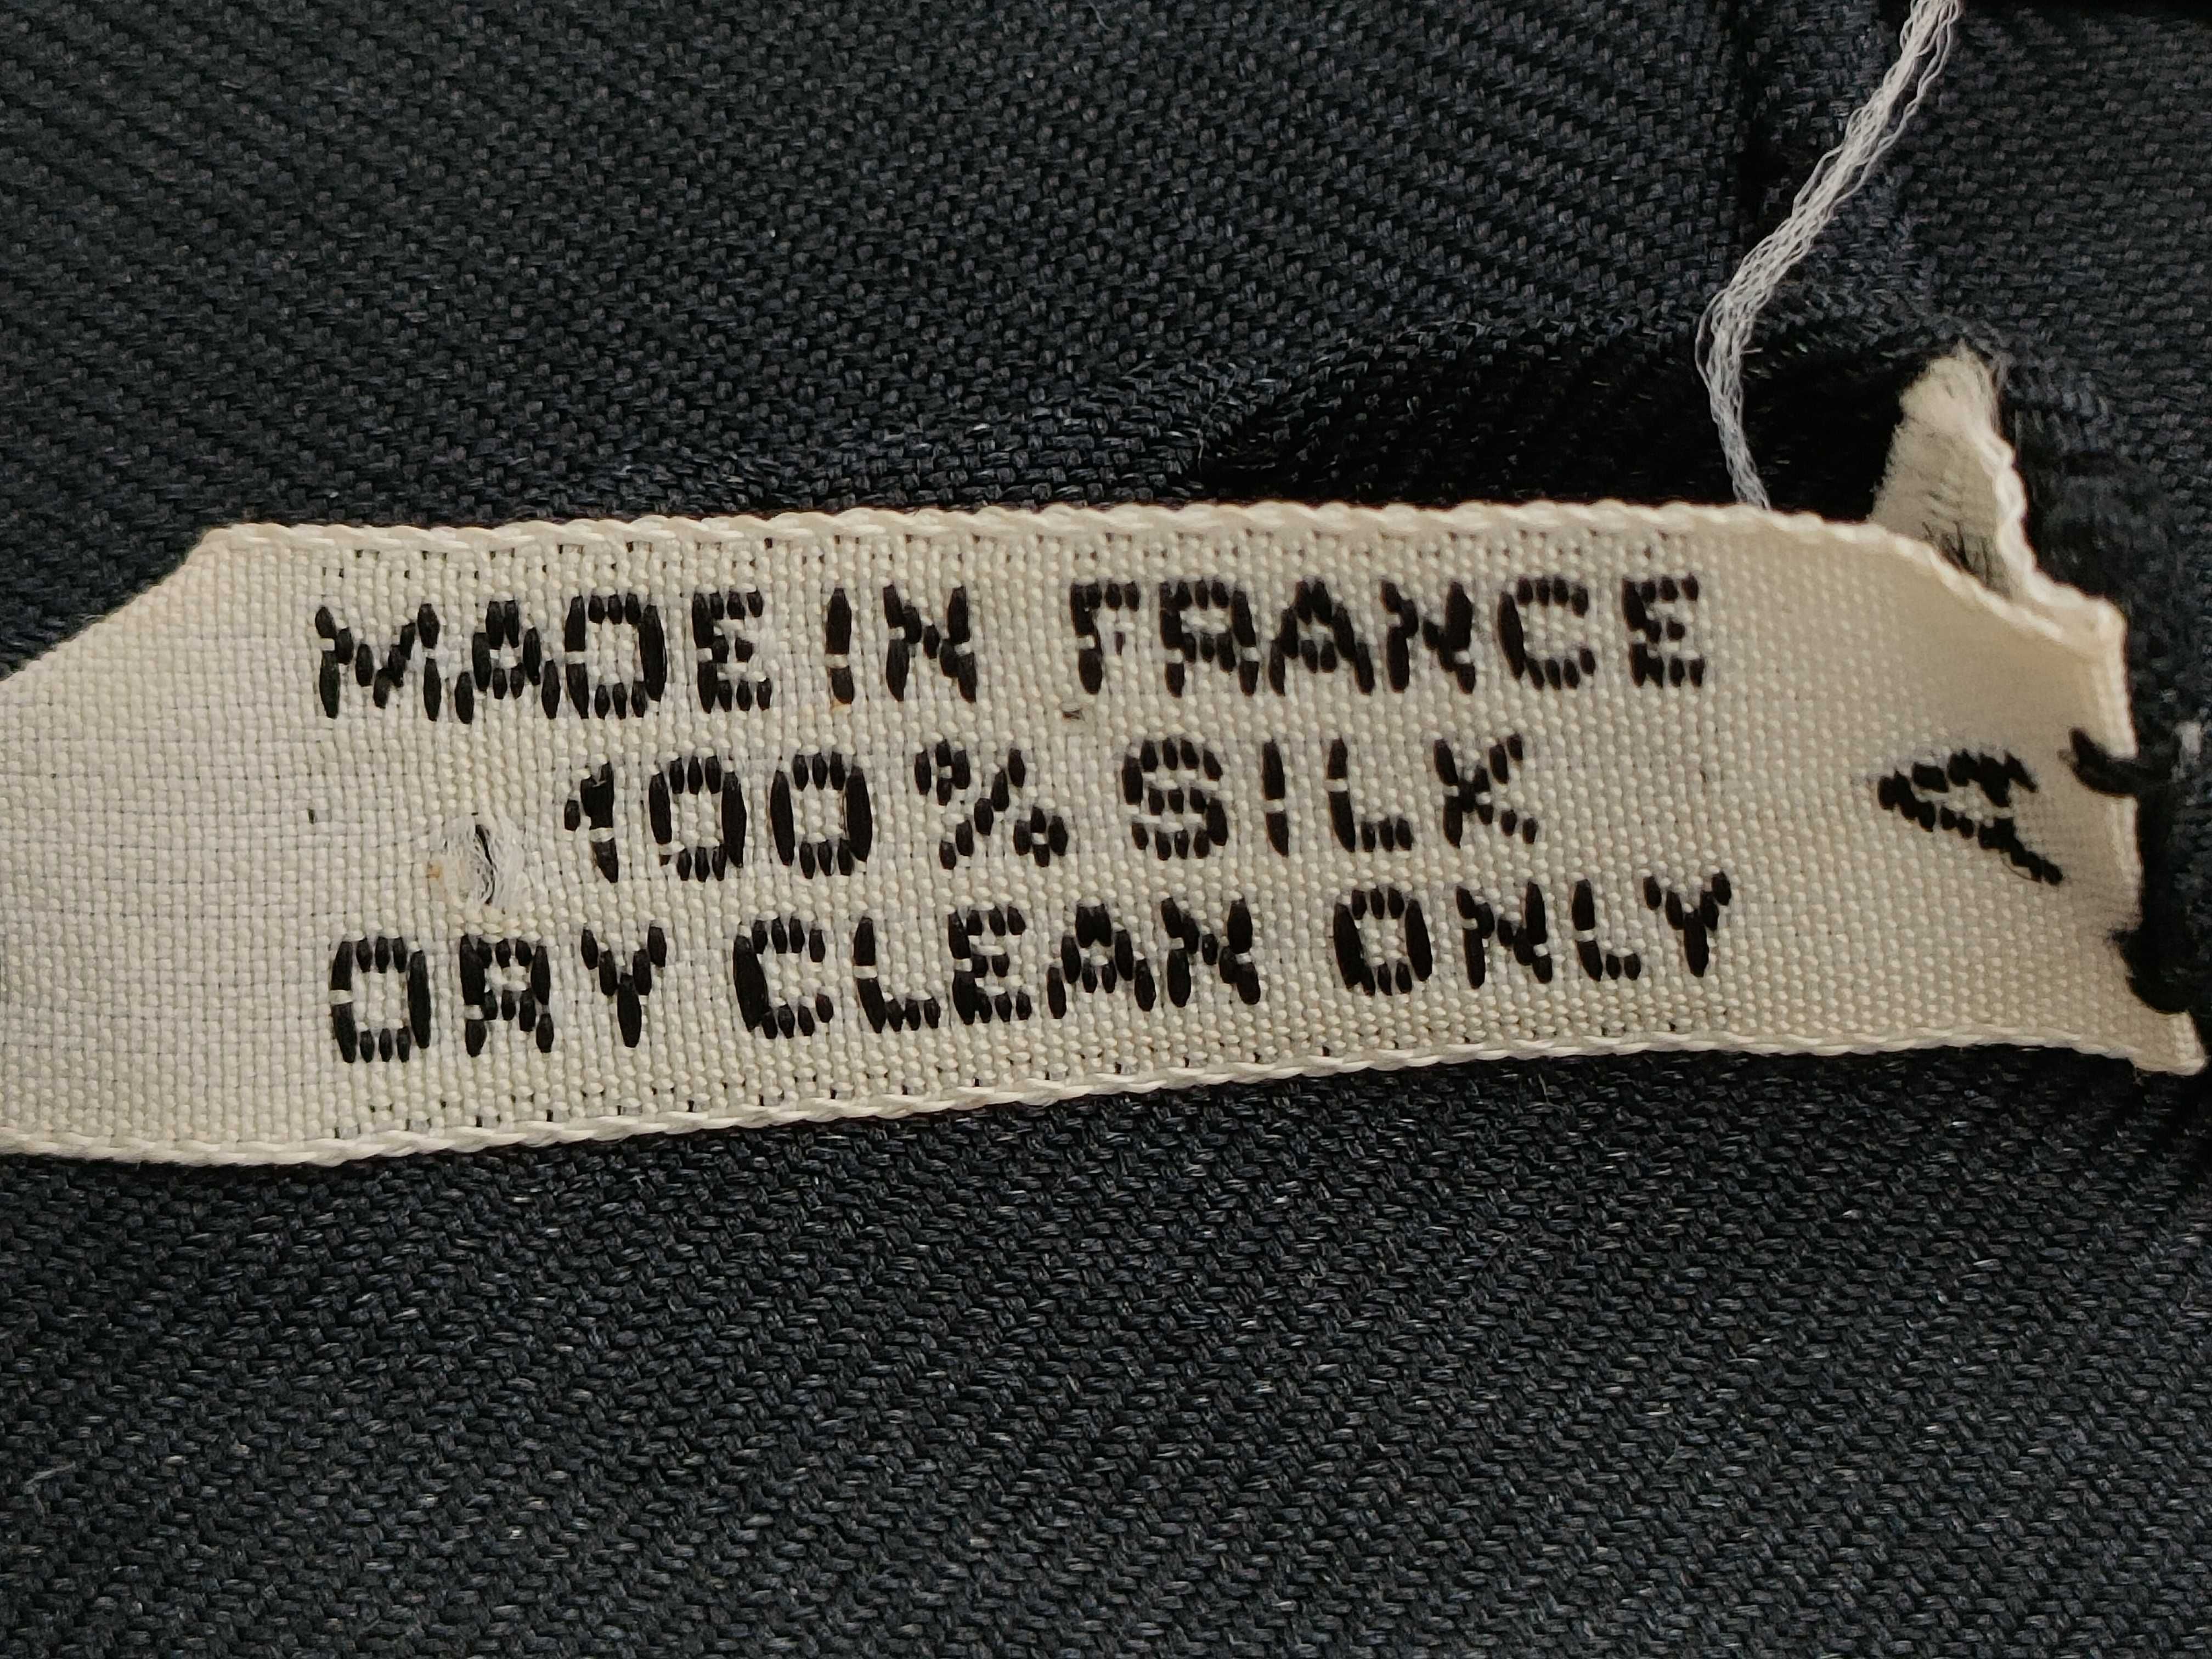 MADE IN FRANCE
100% SILK
DRY CLEAN ONLY
A